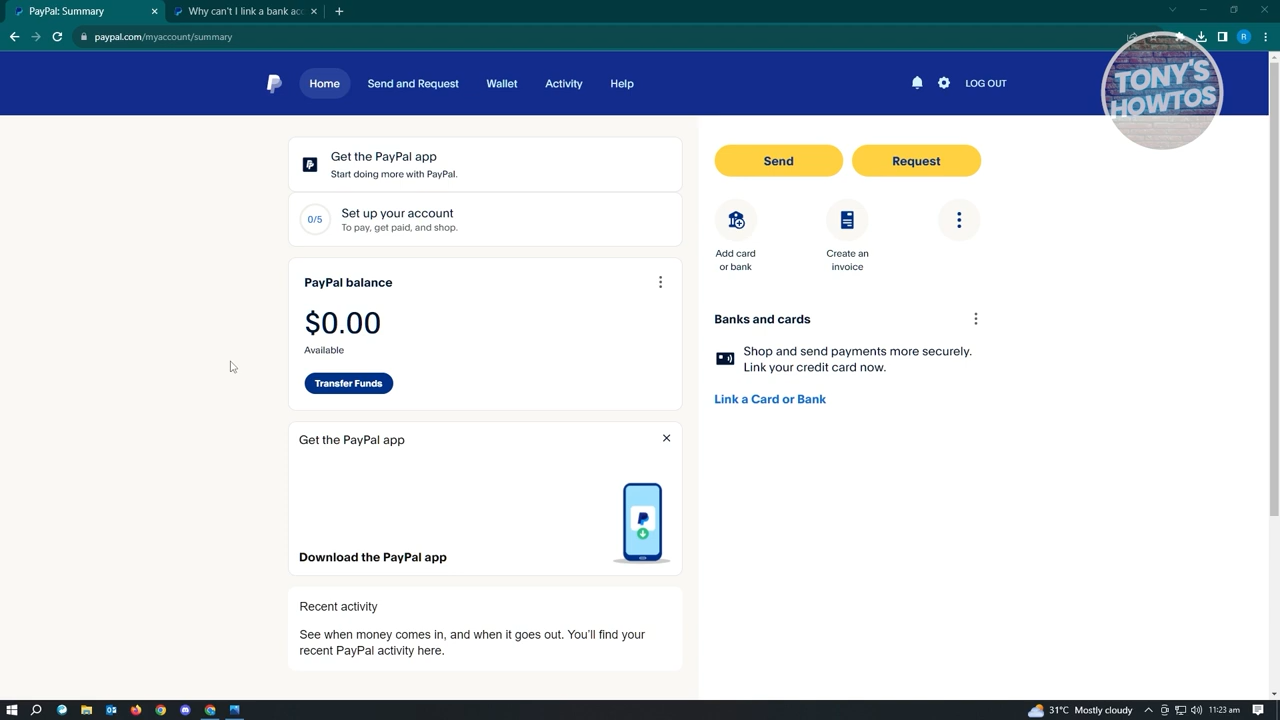 PayPal: Summary
Why can't I link a bank acc
paypal.com/myaccount/summary
R
TONY'S
HOWTOS
Home
Send and Request
Wallet
Activity
Help
LOG OUT
Get the PayPal app
Start doing more with PayPal.
0/5
Set up your account
To pay, get paid, and shop.
PayPal balance
$0.00
Available
Transfer Funds
Get the PayPal app
Download the PayPal app
Recent activity
See when money comes in, and when it goes out. You'll find your
recent PayPal activity here.
Send
Request
Add card
or bank
Create an
invoice
Banks and cards
Shop and send payments more securely.
Link your credit card now.
Link a Card or Bank
31°C Mostly cloudy
11:23 am